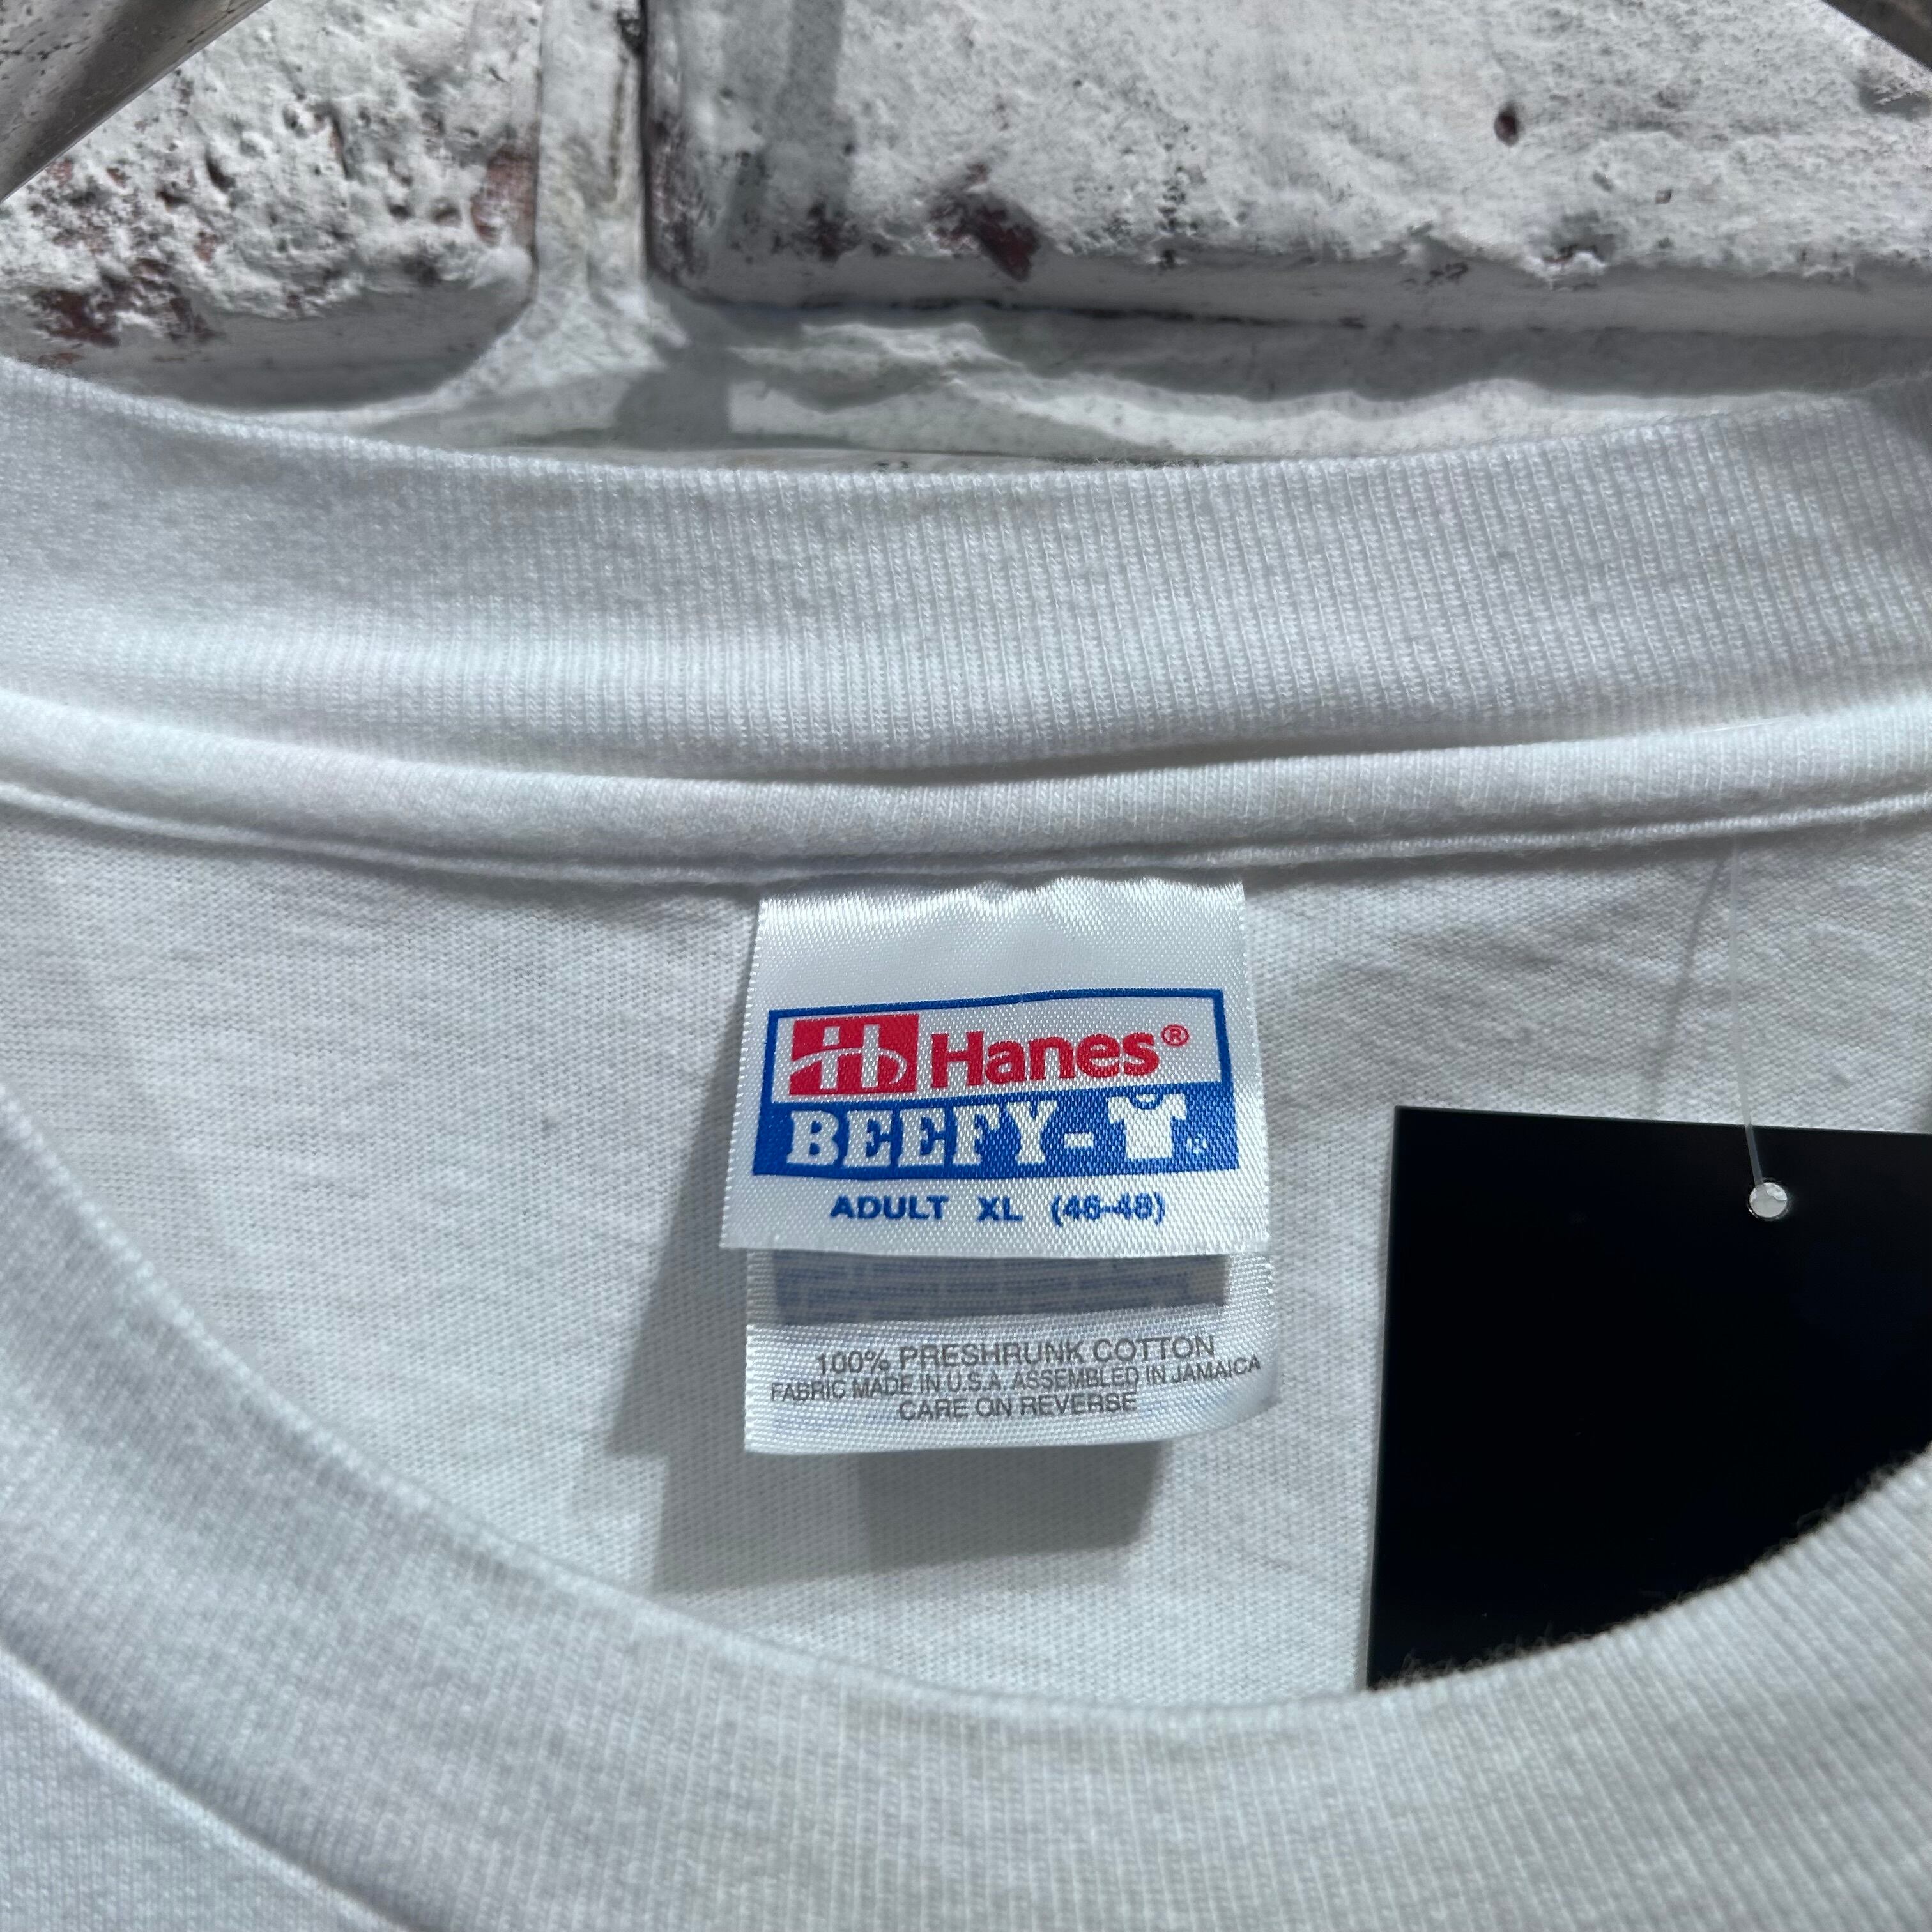 Hanes®
BEEFY-T
ADULT XL (46-48)
100% PRESHRUNK COTTON
FABRIC MADE IN U.S.A. ASSEMBLED IN JAMAICA
CARE ON REVERSE